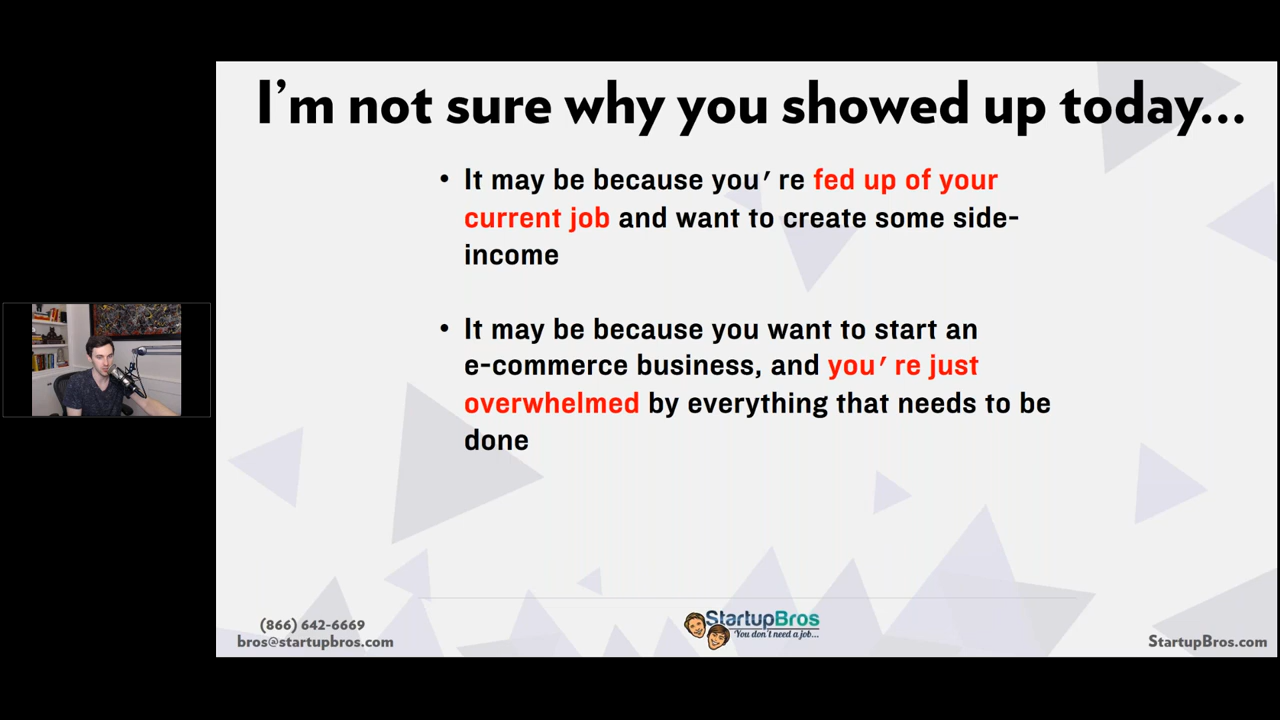 I'm not sure why you showed up today...
• It may be because you're fed up of your
current job and want to create some side-
income
• It may be because you want to start an
e-commerce business, and you're just
overwhelmed by everything that needs to be
done
(866) 642-6669
bros@startupbros.com
StartupBros
"You don't need a job...
StartupBros.com